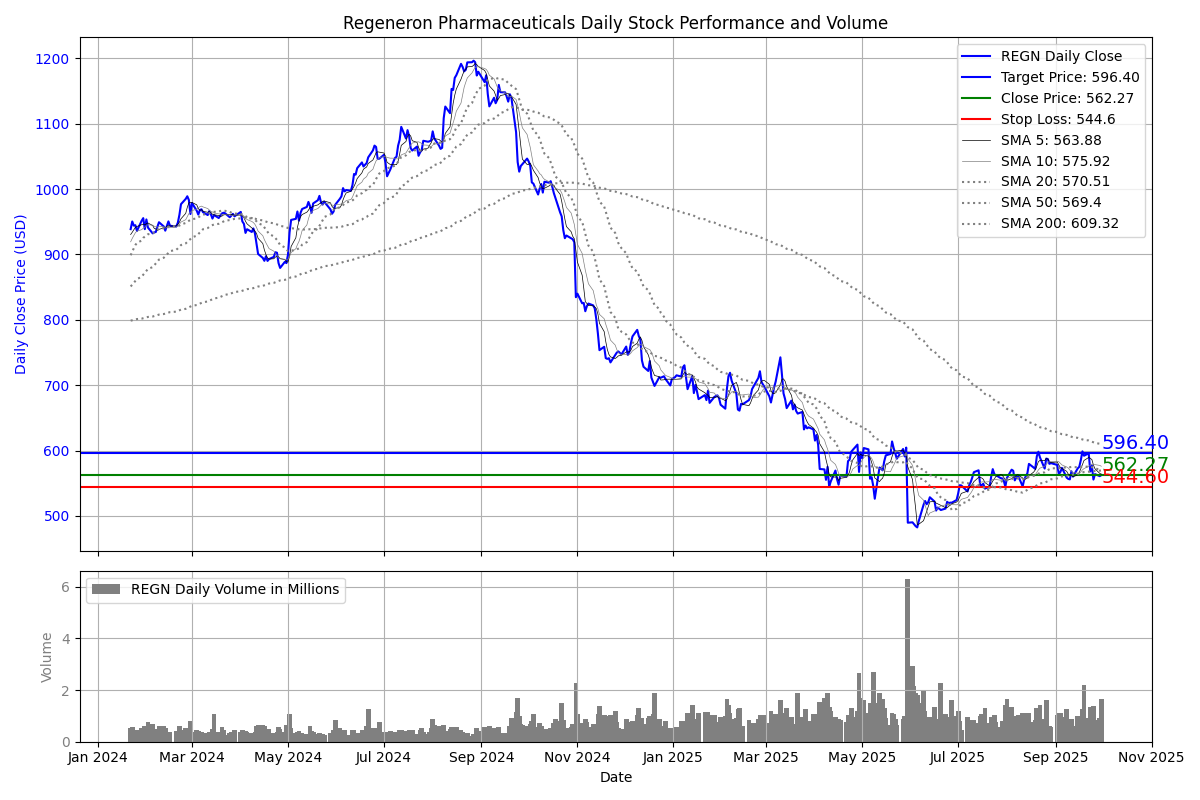 Regeneron Pharmaceuticals Daily Stock Performance and Volume
Daily Close Price (USD)
1200
1100
1000
900
800
700
600
500
REGN Daily Close
Target Price: 596.40
Close Price: 562.27
Stop Loss: 544.6
SMA 5: 563.88
SMA 10: 575.92
SMA 20: 570.51
SMA 50: 569.4
SMA 200: 609.32
596.40
562.27
544.60
Volume
6
4
2
0
REGN Daily Volume in Millions
Jan 2024 Mar 2024 May 2024 Jul 2024 Sep 2024 Nov 2024 Jan 2025 Mar 2025 May 2025 Jul 2025 Sep 2025 Nov 2025
Date